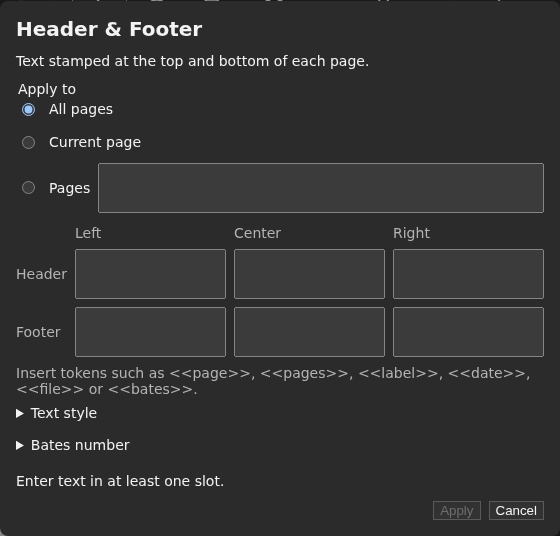 Header & Footer
Text stamped at the top and bottom of each page.
Apply to
All pages
Current page
Pages
Left Center Right
Header
Footer
Insert tokens such as <<page>>, <<pages>>, <<label>>, <<date>>,
<<file>> or <<bates>>.
Text style
Bates number
Enter text in at least one slot.
Apply Cancel